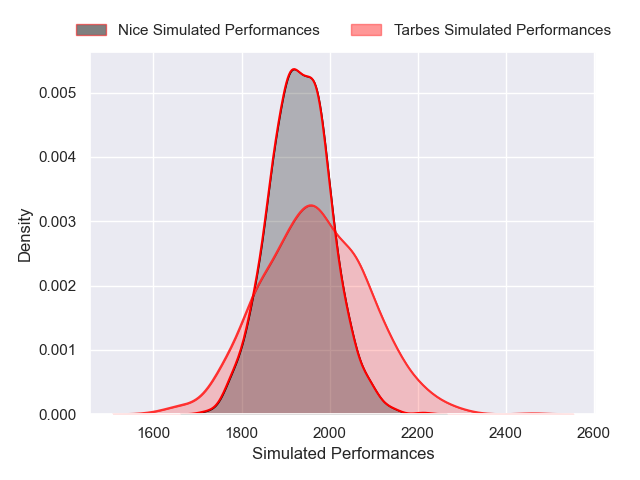 Nice Simulated Performances Tarbes Simulated Performances
0.005
0.004
0.003
0.002
0.001
0.000
Density
1600 1800 2000 2200 2400 2600
Simulated Performances